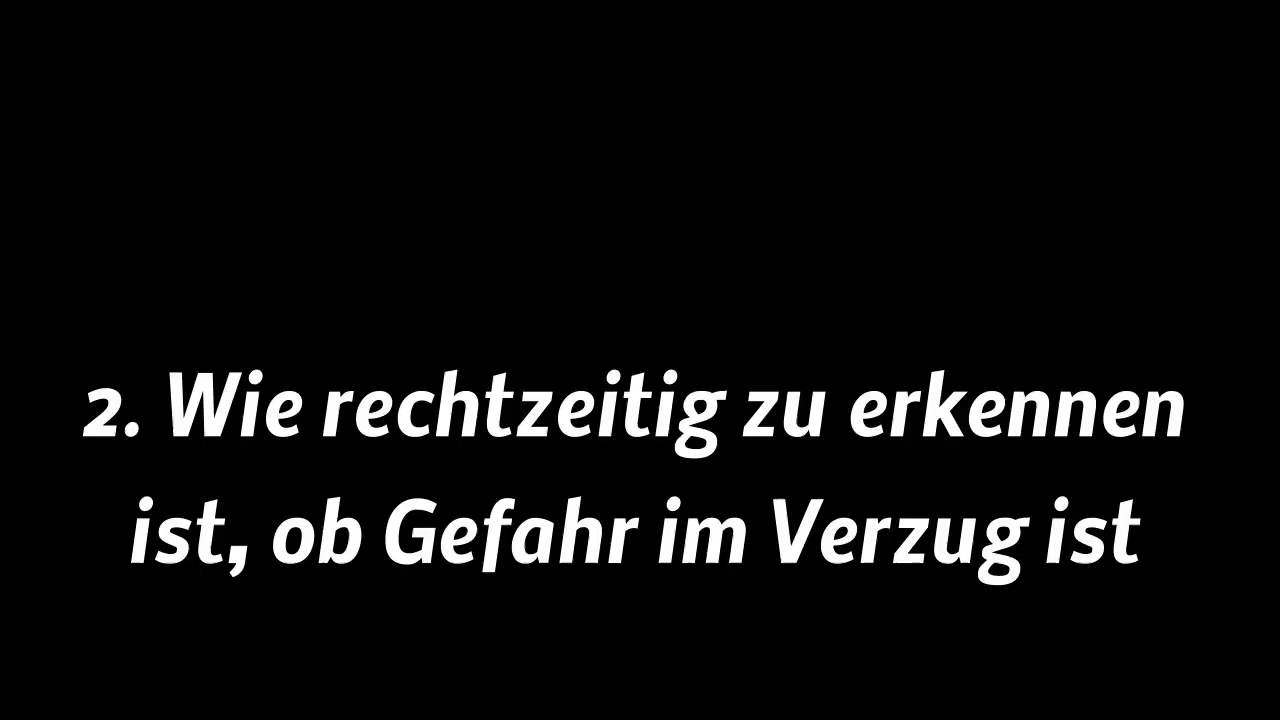 2. Wie rechtzeitig zu erkennen
ist, ob Gefahr im Verzug ist